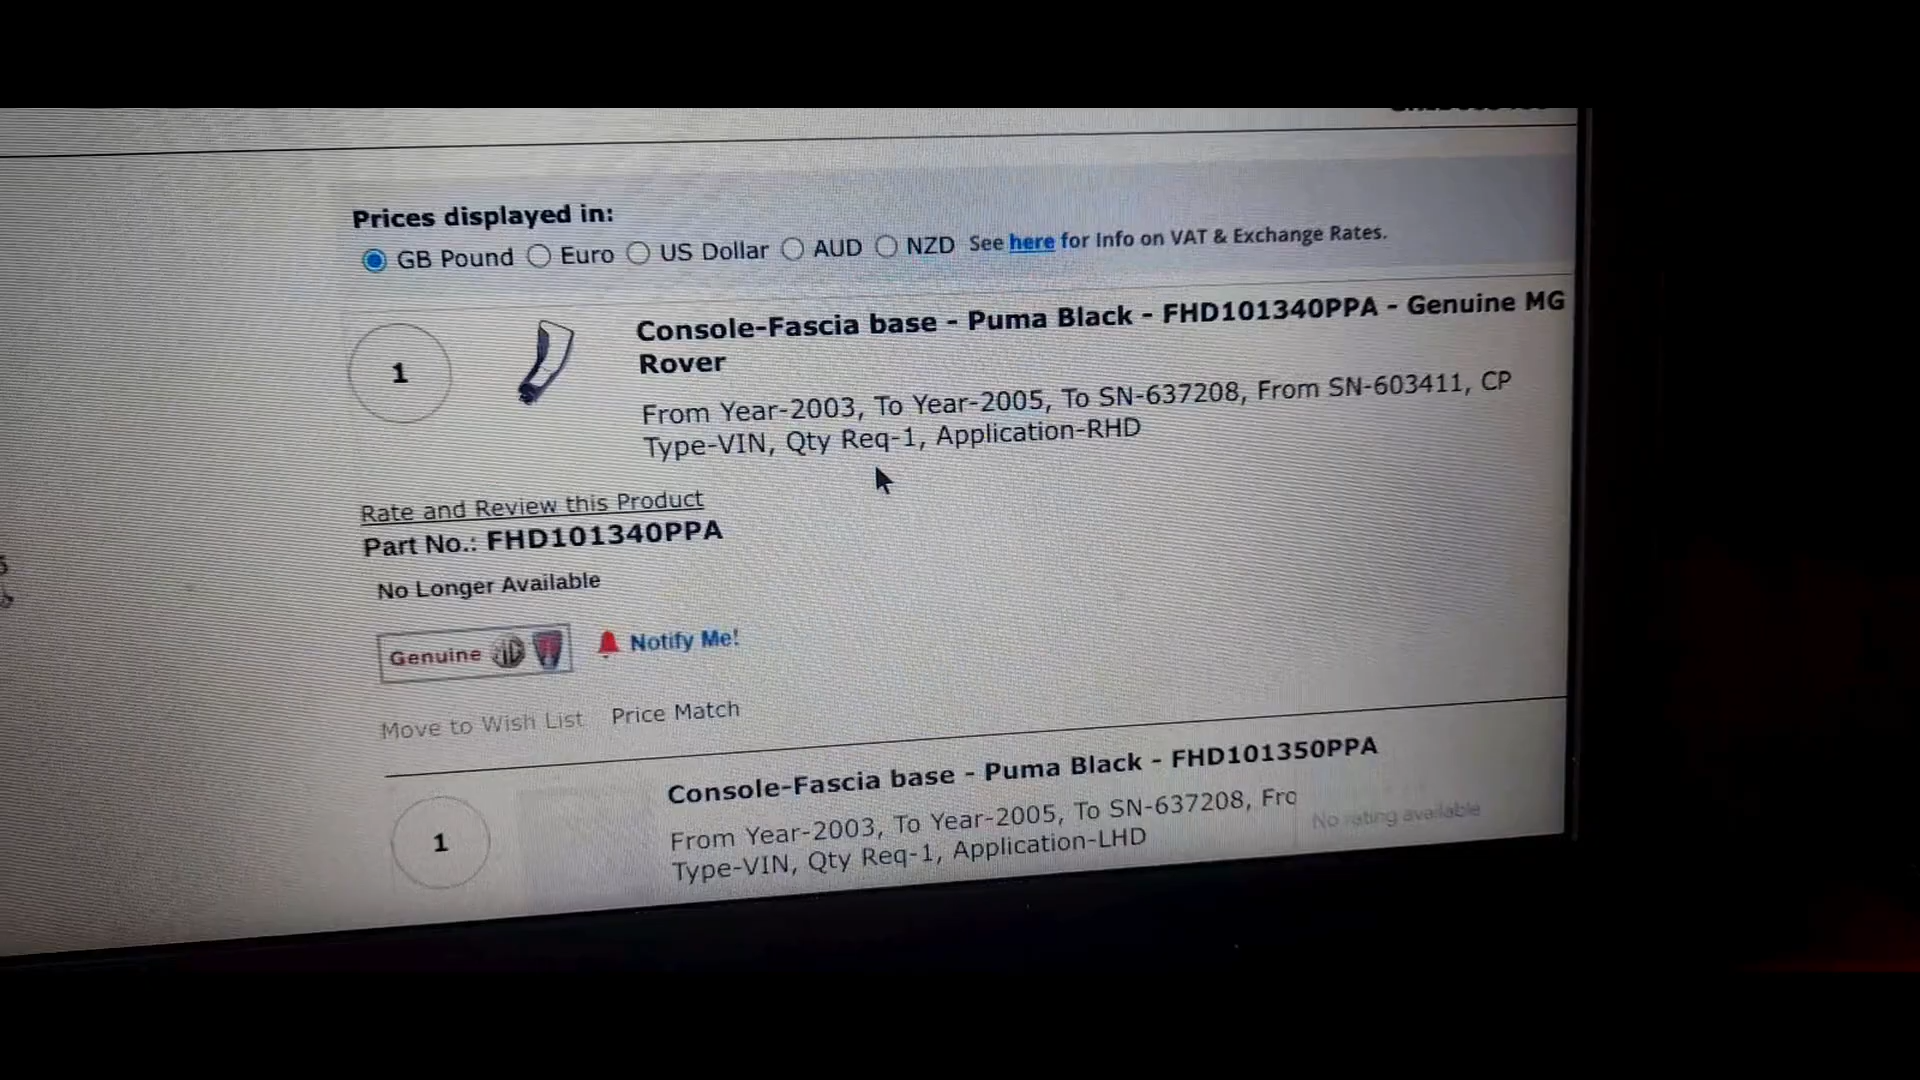 Prices displayed in:
GB Pound Euro US Dollar AUD NZD See here for Info on VAT & Exchange Rates.
1
Console-Fascia base - Puma Black - FHD101340PPA - Genuine MG
Rover
From Year-2003, To Year-2005, To SN-637208, From SN-603411, CP
Type-VIN, Qty Req-1, Application-RHD
Rate and Review this Product
Part No.: FHD101340PPA
No Longer Available
Genuine Notify Me!
Move to Wish List Price Match
1
Console-Fascia base - Puma Black - FHD101350PPA
From Year-2003, To Year-2005, To SN-637208, Fro
No rating available
Type-VIN, Qty Req-1, Application-LHD